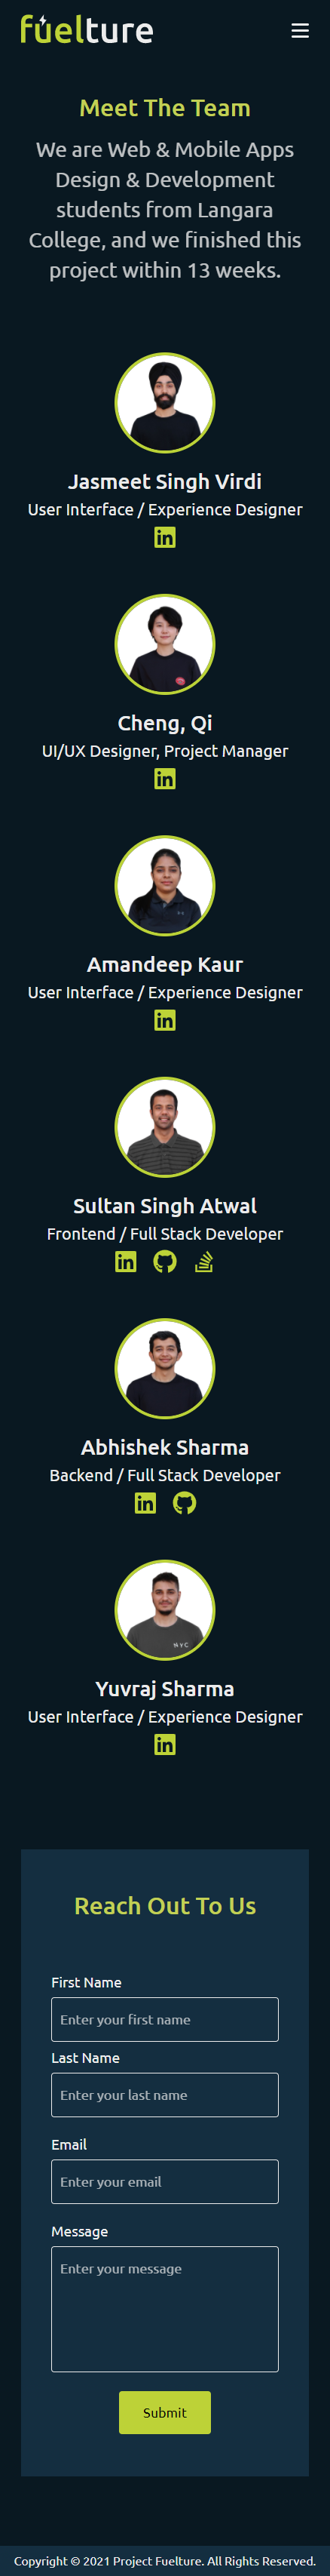 fuelture
Meet The Team
We are Web & Mobile Apps
Design & Development
students from Langara
College, and we finished this
project within 13 weeks.
Jasmeet Singh Virdi
User Interface / Experience Designer
Cheng, Qi
UI/UX Designer, Project Manager
Amandeep Kaur
User Interface / Experience Designer
Sultan Singh Atwal
Frontend / Full Stack Developer
Abhishek Sharma
Backend / Full Stack Developer
NYC
Yuvraj Sharma
User Interface / Experience Designer
Reach Out To Us
First Name
Enter your first name
Last Name
Enter your last name
Email
Enter your email
Message
Enter your message
Submit
Copyright © 2021 Project Fuelture. All Rights Reserved.